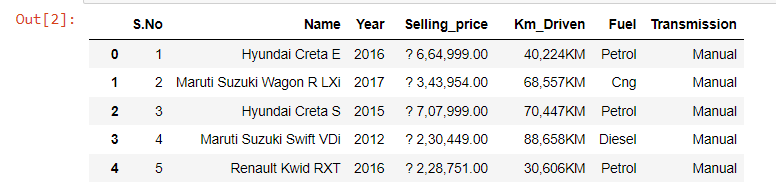 Out[2]:
S.No Name Year Selling_price Km_Driven Fuel Transmission
0 1 Hyundai Creta E 2016 ? 6,64,999.00 40,224KM Petrol Manual
1 2 Maruti Suzuki Wagon R LXi 2017 ? 3,43,954.00 68,557KM Cng Manual
2 3 Hyundai Creta S 2015 ? 7,07,999.00 70,447KM Petrol Manual
3 4 Maruti Suzuki Swift VDi 2012 ? 2,30,449.00 88,658KM Diesel Manual
4 5 Renault Kwid RXT 2016 ? 2,28,751.00 30,606KM Petrol Manual